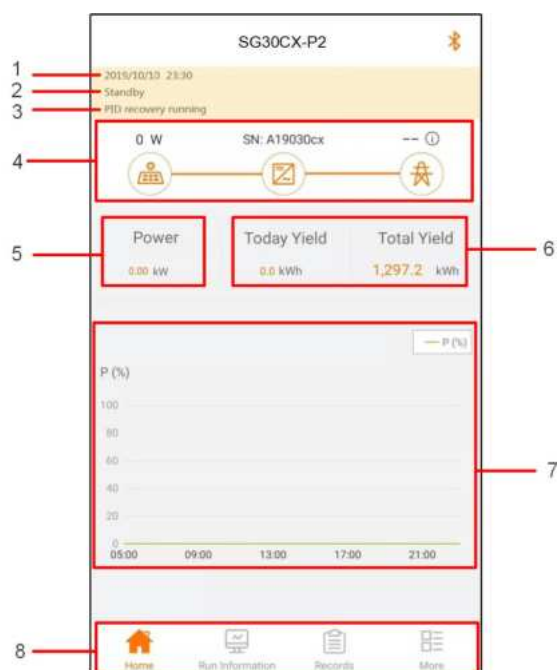 SG30CX-P2
1
2019/10/10 23:30
2
Standby
3
PID recovery running
4
0 W SN: A19030cx -- 
5
Power
0.00 kW
Today Yield Total Yield
0.0 kWh 1,297.2 kWh
6
P (%)
P (%)
100
80
60
40
20
0
05:00 09:00 13:00 17:00 21:00
7
8
Home Run Information Records More